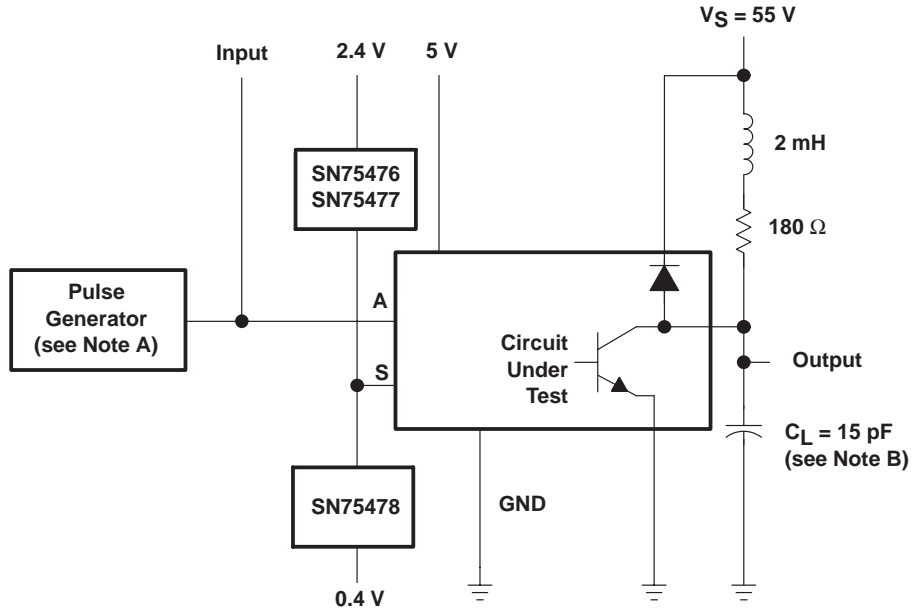 VS = 55 V
Input
2.4 V
5 V
2 mH
SN75476
SN75477
180 Ω
Pulse
Generator
(see Note A)
A
Circuit
Under
Test
Output
S
CL = 15 pF
(see Note B)
SN75478
GND
0.4 V